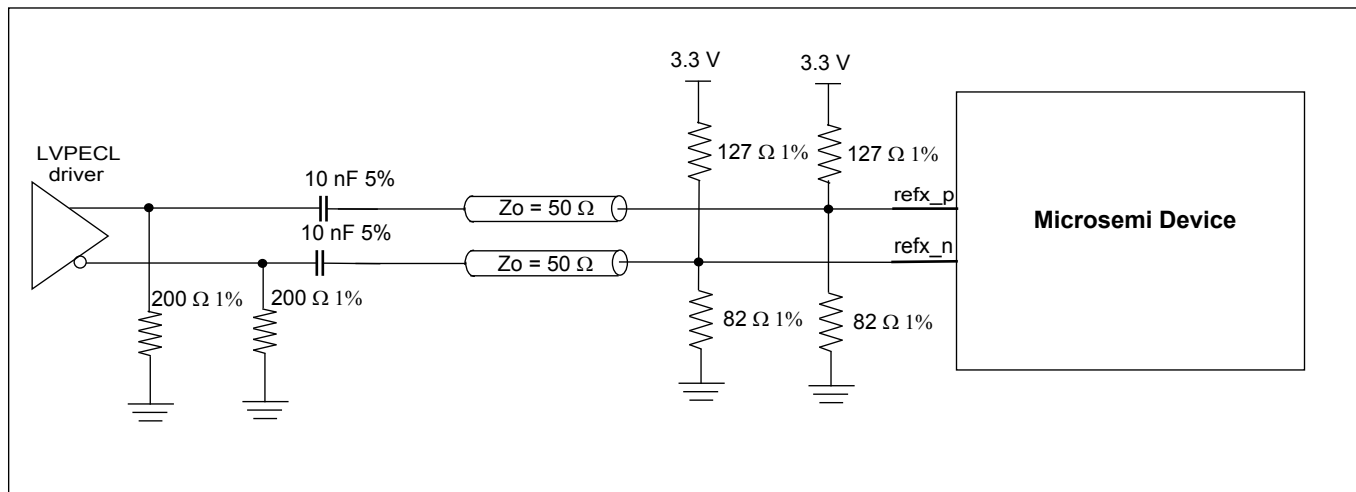 3.3 V
3.3 V
LVPECL
driver
127 Ω 1%
127 Ω 1%
10 nF 5%
Zo = 50 Ω
refx_p
Microsemi Device
10 nF 5%
Zo = 50 Ω
refx_n
200 Ω 1%
200 Ω 1%
82 Ω 1%
82 Ω 1%